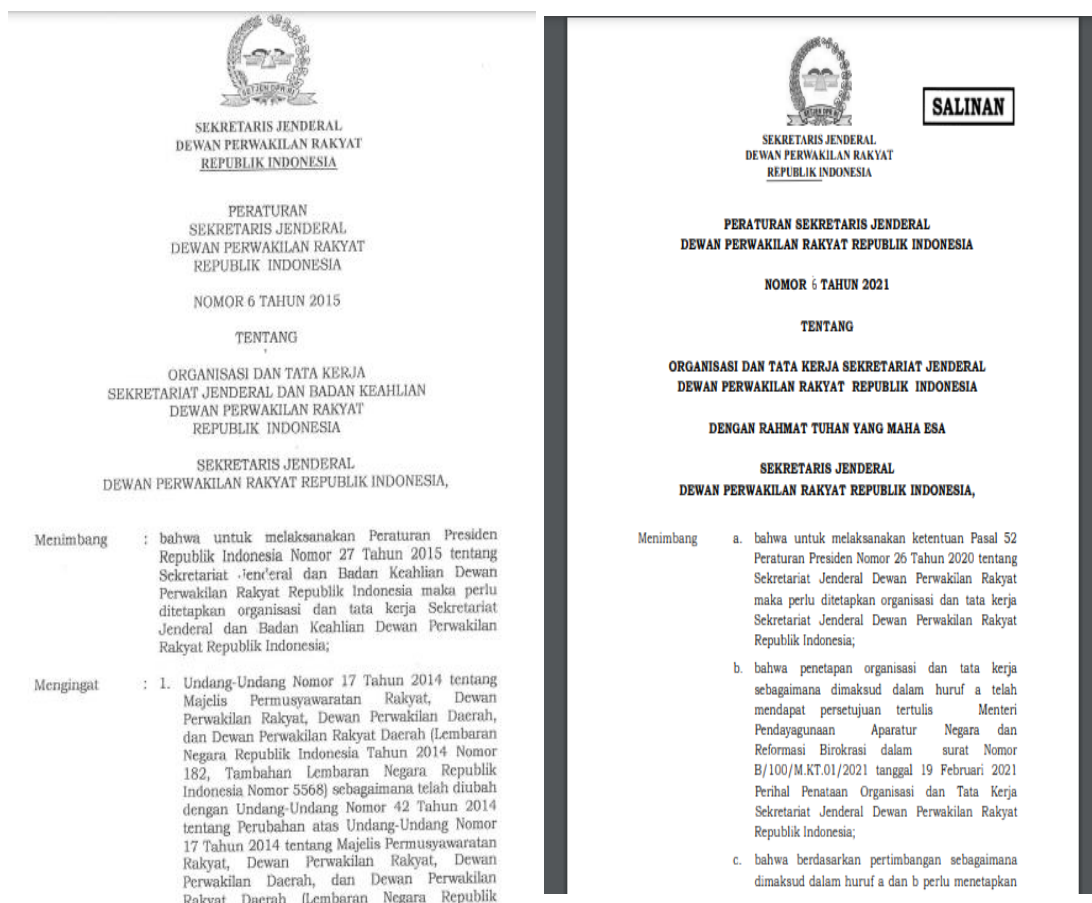 SETJEN DPR RI
SEKRETARIS JENDERAL
DEWAN PERWAKILAN RAKYAT
REPUBLIK INDONESIA
PERATURAN
SEKRETARIS JENDERAL
DEWAN PERWAKILAN RAKYAT
REPUBLIK INDONESIA
NOMOR 6 TAHUN 2015
TENTANG
ORGANISASI DAN TATA KERJA
SEKRETARIAT JENDERAL DAN BADAN KEAHLIAN
DEWAN PERWAKILAN RAKYAT
REPUBLIK INDONESIA
SEKRETARIS JENDERAL
DEWAN PERWAKILAN RAKYAT REPUBLIK INDONESIA,
Menimbang : bahwa untuk melaksanakan Peraturan Presiden
Republik Indonesia Nomor 27 Tahun 2015 tentang
Sekretariat Jenderal dan Badan Keahlian Dewan
Perwakilan Rakyat Republik Indonesia maka perlu
ditetapkan organisasi dan tata kerja Sekretariat
Jenderal dan Badan Keahlian Dewan Perwakilan
Rakyat Republik Indonesia;
Mengingat : 1. Undang-Undang Nomor 17 Tahun 2014 tentang
Majelis Permusyawaratan Rakyat, Dewan
Perwakilan Rakyat, Dewan Perwakilan Daerah,
dan Dewan Perwakilan Rakyat Daerah (Lembaran
Negara Republik Indonesia Tahun 2014 Nomor
182, Tambahan Lembaran Negara Republik
Indonesia Nomor 5568) sebagaimana telah diubah
dengan Undang-Undang Nomor 42 Tahun 2014
tentang Perubahan atas Undang-Undang Nomor
17 Tahun 2014 tentang Majelis Permusyawaratan
Rakyat, Dewan Perwakilan Rakyat, Dewan
Perwakilan Daerah, dan Dewan Perwakilan
Rakyat Daerah (Lembaran Negara Republik
SETJEN DPR RI
SALINAN
SEKRETARIS JENDERAL
DEWAN PERWAKILAN RAKYAT
REPUBLIK INDONESIA
PERATURAN SEKRETARIS JENDERAL
DEWAN PERWAKILAN RAKYAT REPUBLIK INDONESIA
NOMOR 6 TAHUN 2021
TENTANG
ORGANISASI DAN TATA KERJA SEKRETARIAT JENDERAL
DEWAN PERWAKILAN RAKYAT REPUBLIK INDONESIA
DENGAN RAHMAT TUHAN YANG MAHA ESA
SEKRETARIS JENDERAL
DEWAN PERWAKILAN RAKYAT REPUBLIK INDONESIA,
Menimbang a. bahwa untuk melaksanakan ketentuan Pasal 52
Peraturan Presiden Nomor 26 Tahun 2020 tentang
Sekretariat Jenderal Dewan Perwakilan Rakyat
maka perlu ditetapkan organisasi dan tata kerja
Sekretariat Jenderal Dewan Perwakilan Rakyat
Republik Indonesia;
b. bahwa penetapan organisasi dan tata kerja
sebagaimana dimaksud dalam huruf a telah
mendapat persetujuan tertulis Menteri
Pendayagunaan Aparatur Negara dan
Reformasi Birokrasi dalam surat Nomor
B/100/M.KT.01/2021 tanggal 19 Februari 2021
Perihal Penataan Organisasi dan Tata Kerja
Sekretariat Jenderal Dewan Perwakilan Rakyat
Republik Indonesia;
c. bahwa berdasarkan pertimbangan sebagaimana
dimaksud dalam huruf a dan b perlu menetapkan